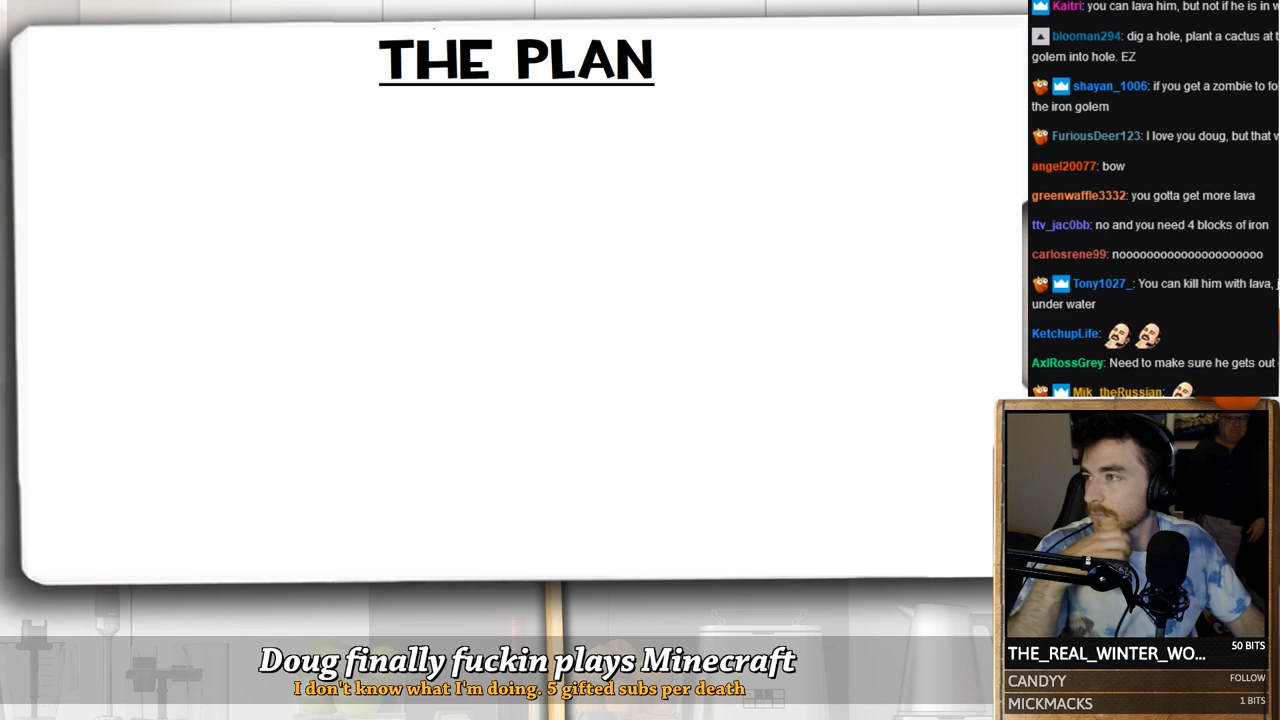 THE PLAN
Kaitri: you can lava him, but not if he is in
blooman294: dig a hole, plant a cactus at
golem into hole. EZ
shayan_1006: if you get a zombie to
the iron golem
FuriousDeer123: I love you doug, but that
angel20077: bow
greenwaffle3332: you gotta get more lava
ttv_jac0bb: no and you need 4 blocks of iron
carlosrene99: nooooooooooooooooooooo
Tony1027_: You can kill him with lava,
under water
KetchupLife:
AxlRossGrey: Need to make sure he gets out
Mik_theRussian:
THE_REAL_WINTER_WO... 50 BITS
CANDYY FOLLOW
MICKMACKS 1 BITS
Doug finally fuckin plays Minecraft
I don't know what I'm doing. 5 gifted subs per death